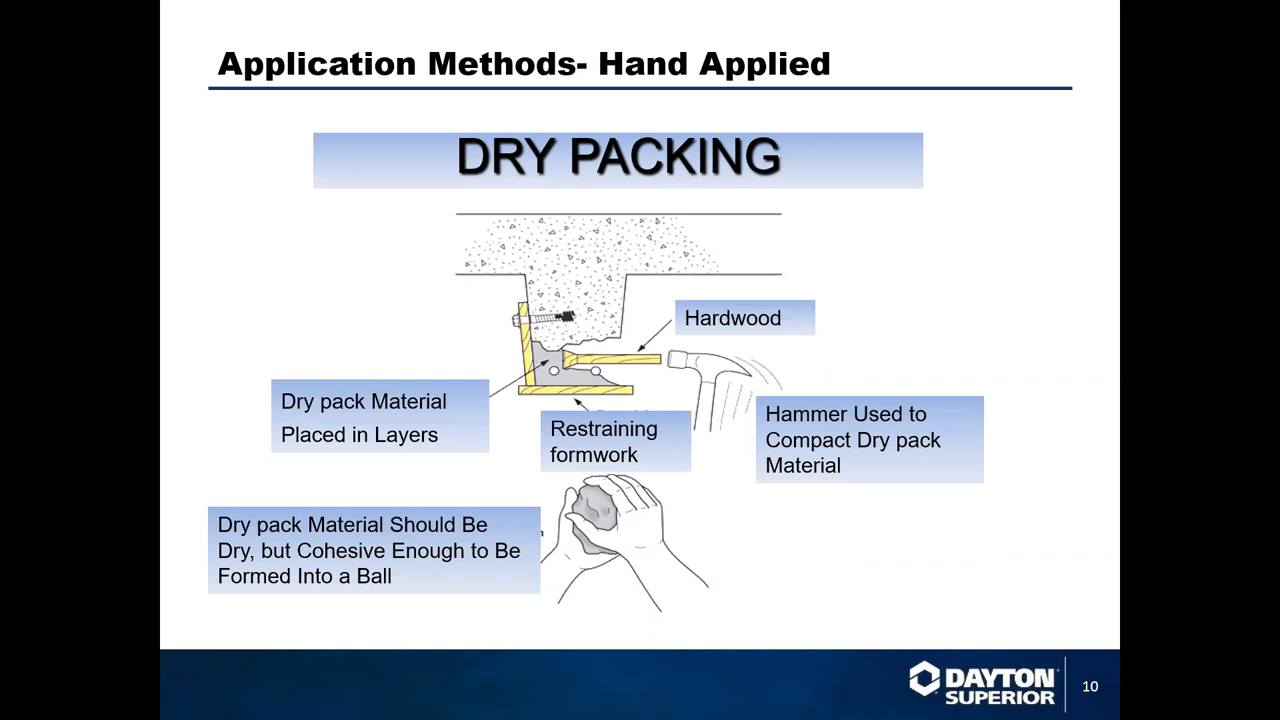 Application Methods- Hand Applied
DRY PACKING
Hardwood
Dry pack Material
Placed in Layers
Restraining
formwork
Hammer Used to
Compact Dry pack
Material
Dry pack Material Should Be
Dry, but Cohesive Enough to Be
Formed Into a Ball
DAYTON
SUPERIOR
10